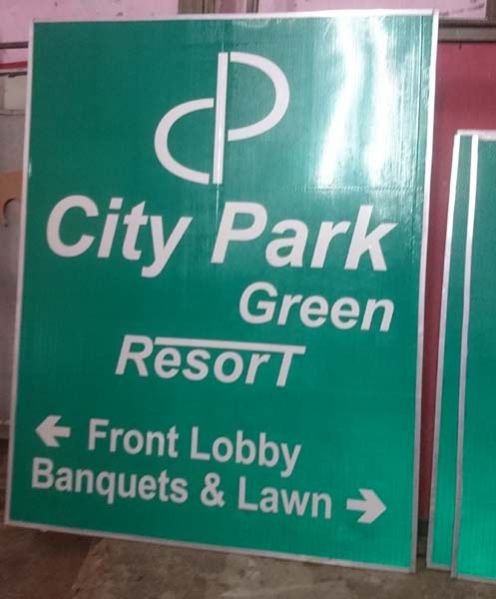 City Park
Green
ResorT
← Front Lobby
Banquets & Lawn →